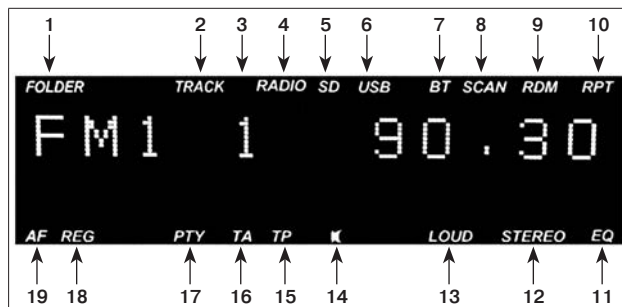 1 2 3 4 5 6 7 8 9 10
FOLDER TRACK RADIO SD USB BT SCAN RDM RPT
FM1 1 90.30
AF REG PTY TA TP LOUD STEREO EQ
19 18 17 16 15 14 13 12 11